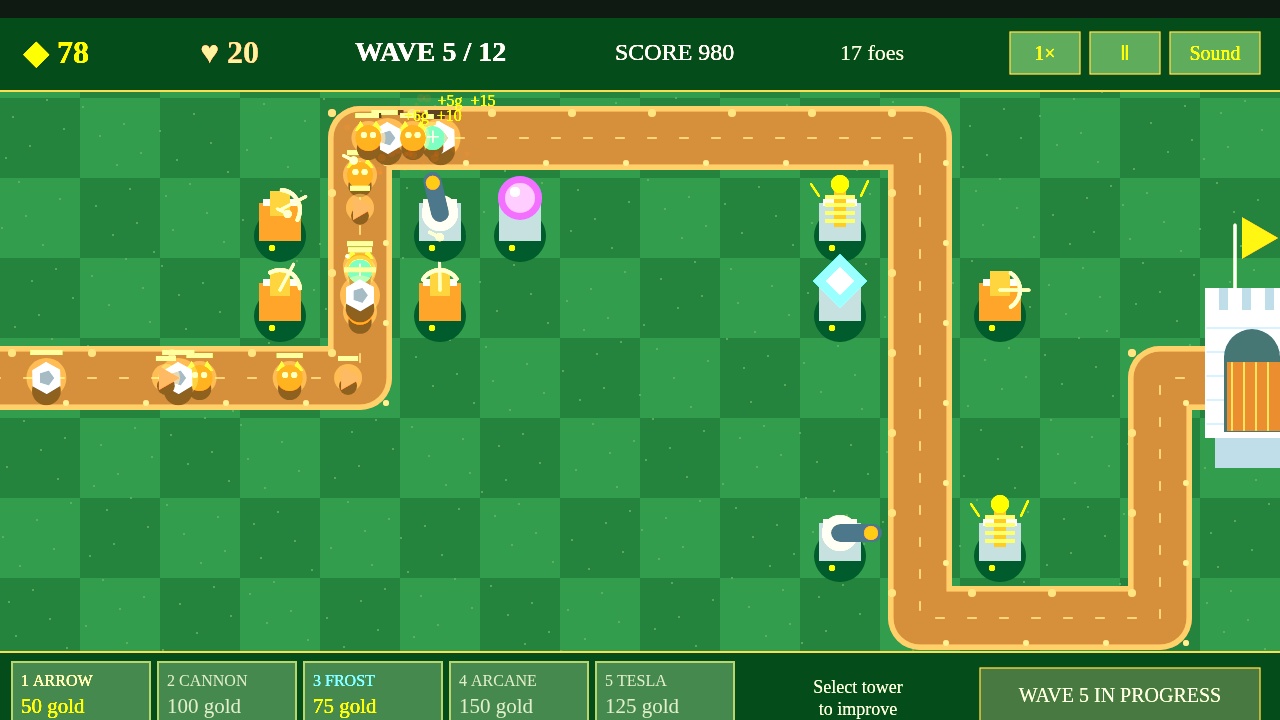 ◆ 78
♥ 20
WAVE 5 / 12
SCORE 980
17 foes
1×
Ⅱ
Sound
+5g +15
+10
1 ARROW
50 gold
2 CANNON
100 gold
3 FROST
75 gold
4 ARCANE
150 gold
5 TESLA
125 gold
Select tower
to improve
WAVE 5 IN PROGRESS